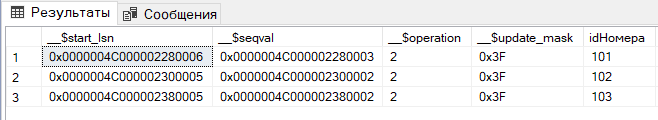 Результаты Сообщения
__$start_lsn __$seqval __$operation __$update_mask idНомера
1 0x0000004C000002280006 0x0000004C000002280003 2 0x3F 101
2 0x0000004C000002300005 0x0000004C000002300002 2 0x3F 102
3 0x0000004C000002380005 0x0000004C000002380002 2 0x3F 103